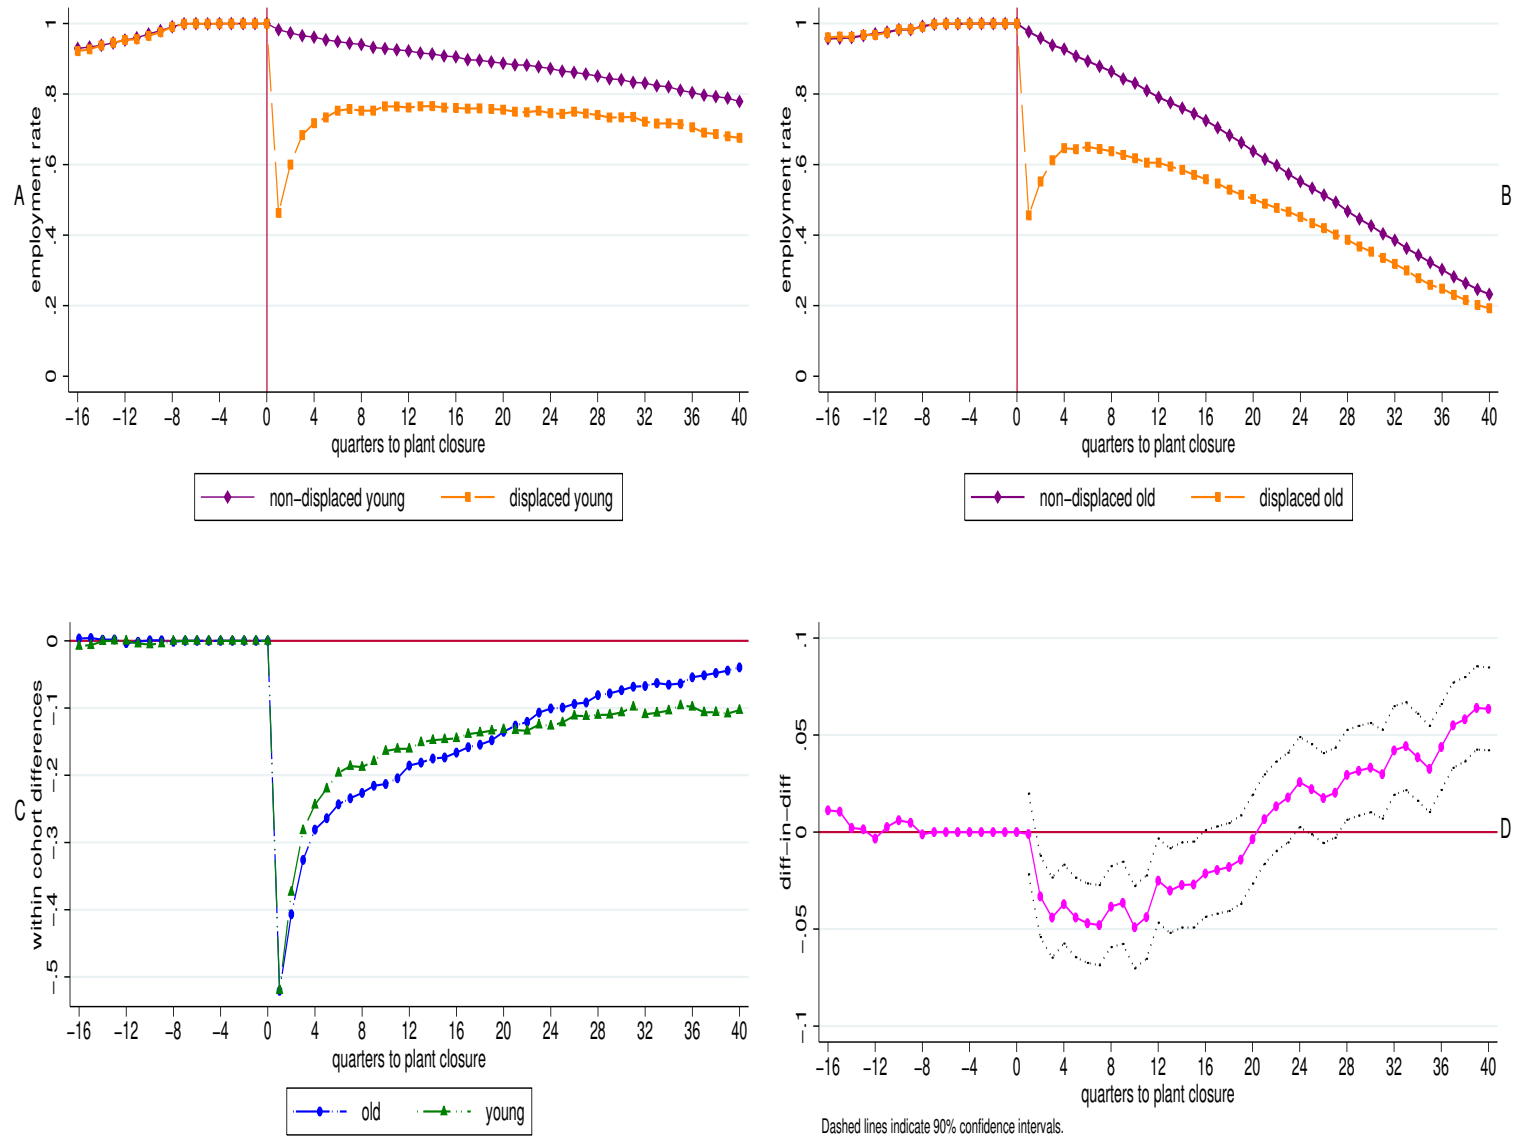 A
employment rate
1
.8
.6
.4
.2
0
−16 −12 −8 −4 0 4 8 12 16 20 24 28 32 36 40
quarters to plant closure
non−displaced young displaced young
B
employment rate
1
.8
.6
.4
.2
0
−16 −12 −8 −4 0 4 8 12 16 20 24 28 32 36 40
quarters to plant closure
non−displaced old displaced old
C
within cohort differences
0
−.1
−.2
−.3
−.4
−.5
−16 −12 −8 −4 0 4 8 12 16 20 24 28 32 36 40
quarters to plant closure
old young
D
diff−in−diff
.1
.05
0
−.05
−.1
−16 −12 −8 −4 0 4 8 12 16 20 24 28 32 36 40
quarters to plant closure
Dashed lines indicate 90% confidence intervals.